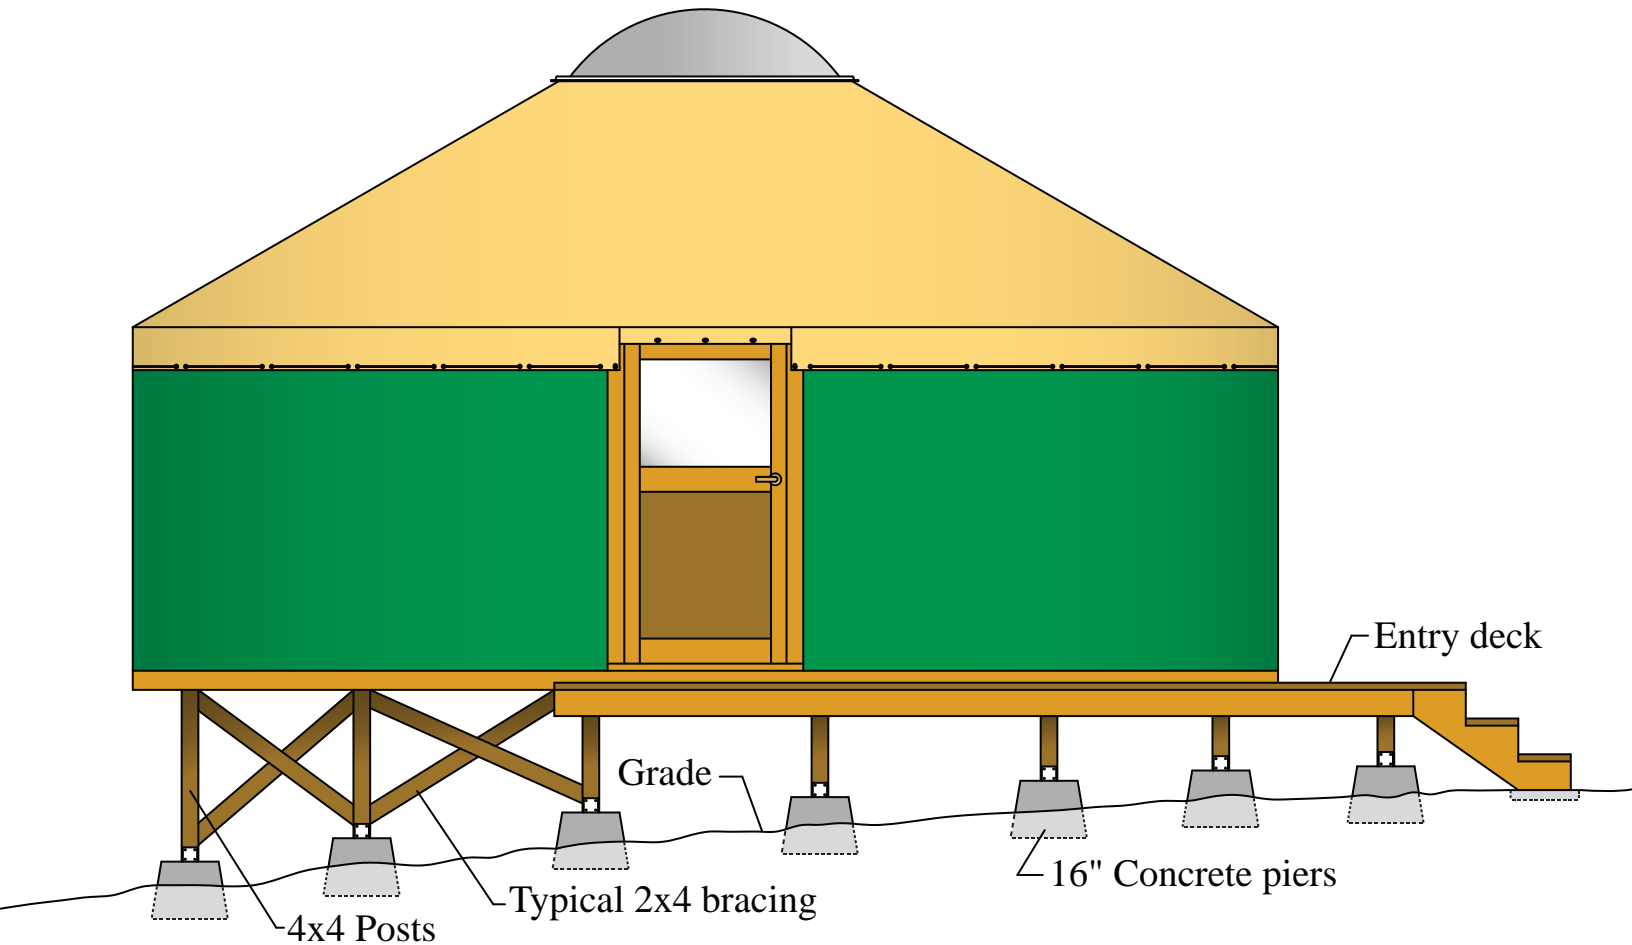 Entry deck
Grade
16" Concrete piers
Typical 2x4 bracing
4x4 Posts